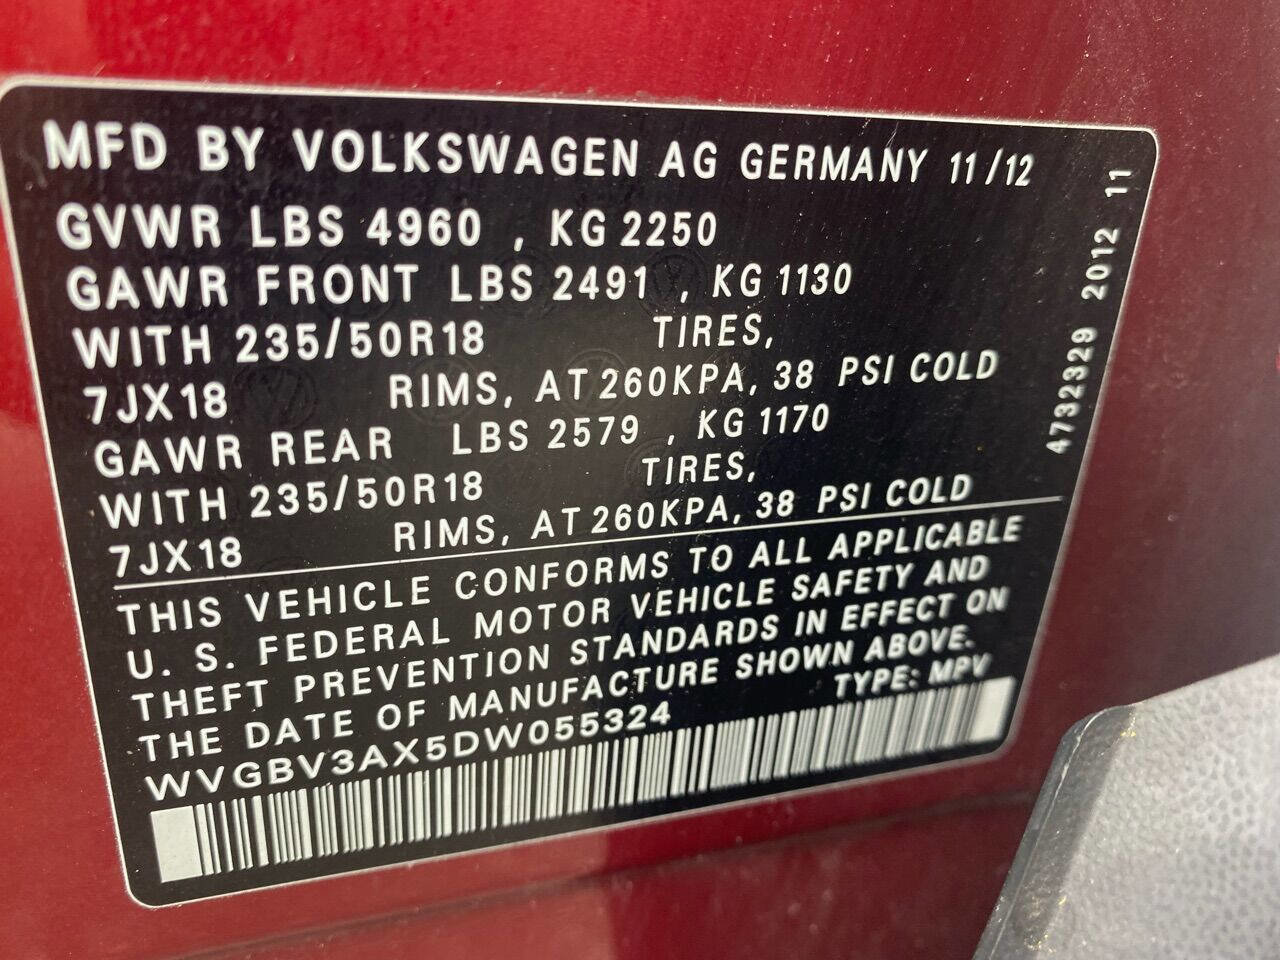 MFD BY VOLKSWAGEN AG GERMANY 11/12
GVWR LBS 4960 , KG 2250
GAWR FRONT LBS 2491 , KG 1130
WITH 235/50R18 TIRES,
7JX18 RIMS, AT 260KPA, 38 PSI COLD
GAWR REAR LBS 2579 , KG 1170
WITH 235/50R18 TIRES,
7JX18 RIMS, AT 260KPA, 38 PSI COLD
THIS VEHICLE CONFORMS TO ALL APPLICABLE
U. S. FEDERAL MOTOR VEHICLE SAFETY AND
THEFT PREVENTION STANDARDS IN EFFECT ON
THE DATE OF MANUFACTURE SHOWN ABOVE.
WVGBV3AX5DW055324 TYPE: MPV
4732329 2012 11